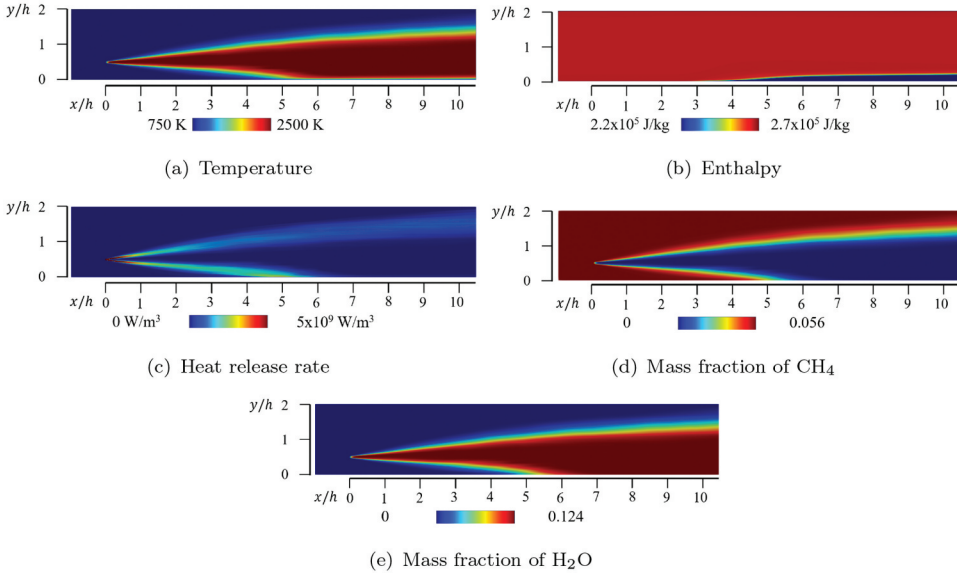 y/h 2
1
0
x/h 0 1 2 3 4 5 6 7 8 9 10
750 K 2500 K
(a) Temperature
y/h 2
1
0
x/h 0 1 2 3 4 5 6 7 8 9 10
2.2x10⁵ J/kg 2.7x10⁵ J/kg
(b) Enthalpy
y/h 2
1
0
x/h 0 1 2 3 4 5 6 7 8 9 10
0 W/m³ 5x10⁹ W/m³
(c) Heat release rate
y/h 2
1
0
x/h 0 1 2 3 4 5 6 7 8 9 10
0 0.056
(d) Mass fraction of CH₄
y/h 2
1
0
x/h 0 1 2 3 4 5 6 7 8 9 10
0 0.124
(e) Mass fraction of H₂O